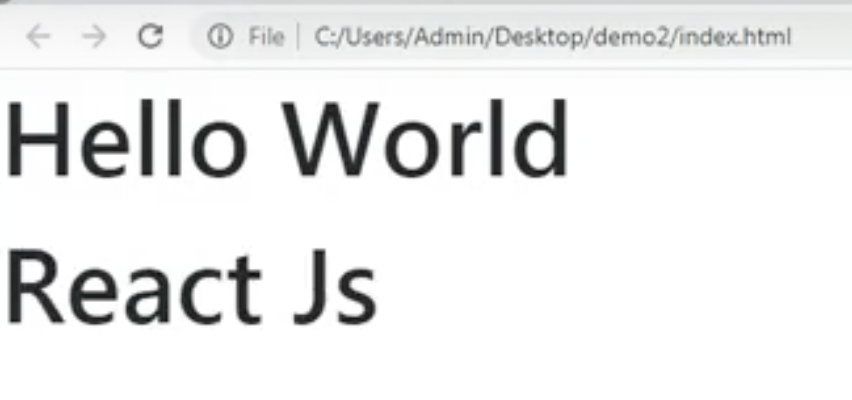 File | C:/Users/Admin/Desktop/demo2/index.html
Hello World
React Js